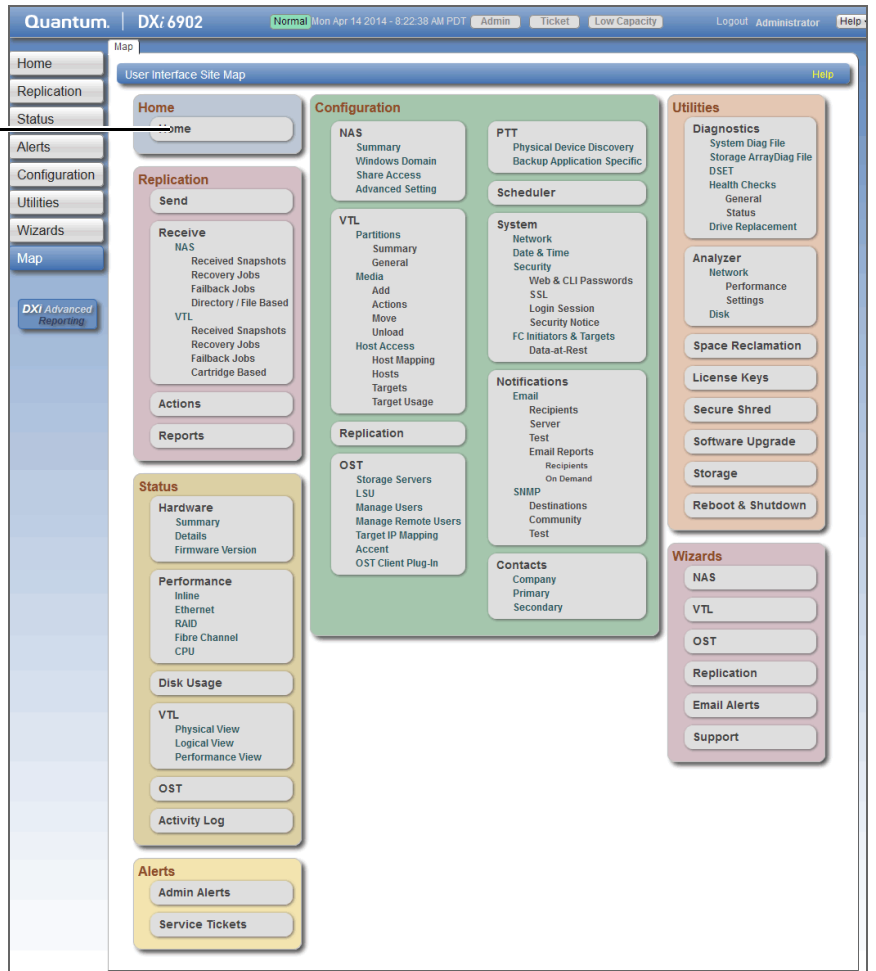 Quantum. DXi 6902 Normal Mon Apr 14 2014 - 8:22:38 AM PDT Admin Ticket Low Capacity Logout Administrator Help
Map
Home
Replication
Status
Alerts
Configuration
Utilities
Wizards
Map
DXi Advanced
Reporting
User Interface Site Map Help
Home
Home
Replication
Send
Receive
NAS
Received Snapshots
Recovery Jobs
Failback Jobs
Directory / File Based
VTL
Received Snapshots
Recovery Jobs
Failback Jobs
Cartridge Based
Actions
Reports
Status
Hardware
Summary
Details
Firmware Version
Performance
Inline
Ethernet
RAID
Fibre Channel
CPU
Disk Usage
VTL
Physical View
Logical View
Performance View
OST
Activity Log
Alerts
Admin Alerts
Service Tickets
Configuration
NAS
Summary
Windows Domain
Share Access
Advanced Setting
VTL
Partitions
Summary
General
Media
Add
Actions
Move
Unload
Host Access
Host Mapping
Hosts
Targets
Target Usage
Replication
OST
Storage Servers
LSU
Manage Users
Manage Remote Users
Target IP Mapping
Accent
OST Client Plug-In
PTT
Physical Device Discovery
Backup Application Specific
Scheduler
System
Network
Date & Time
Security
Web & CLI Passwords
SSL
Login Session
Security Notice
FC Initiators & Targets
Data-at-Rest
Notifications
Email
Recipients
Server
Test
Email Reports
Recipients
On Demand
SNMP
Destinations
Community
Test
Contacts
Company
Primary
Secondary
Utilities
Diagnostics
System Diag File
Storage ArrayDiag File
DSET
Health Checks
General
Status
Drive Replacement
Analyzer
Network
Performance
Settings
Disk
Space Reclamation
License Keys
Secure Shred
Software Upgrade
Storage
Reboot & Shutdown
Wizards
NAS
VTL
OST
Replication
Email Alerts
Support